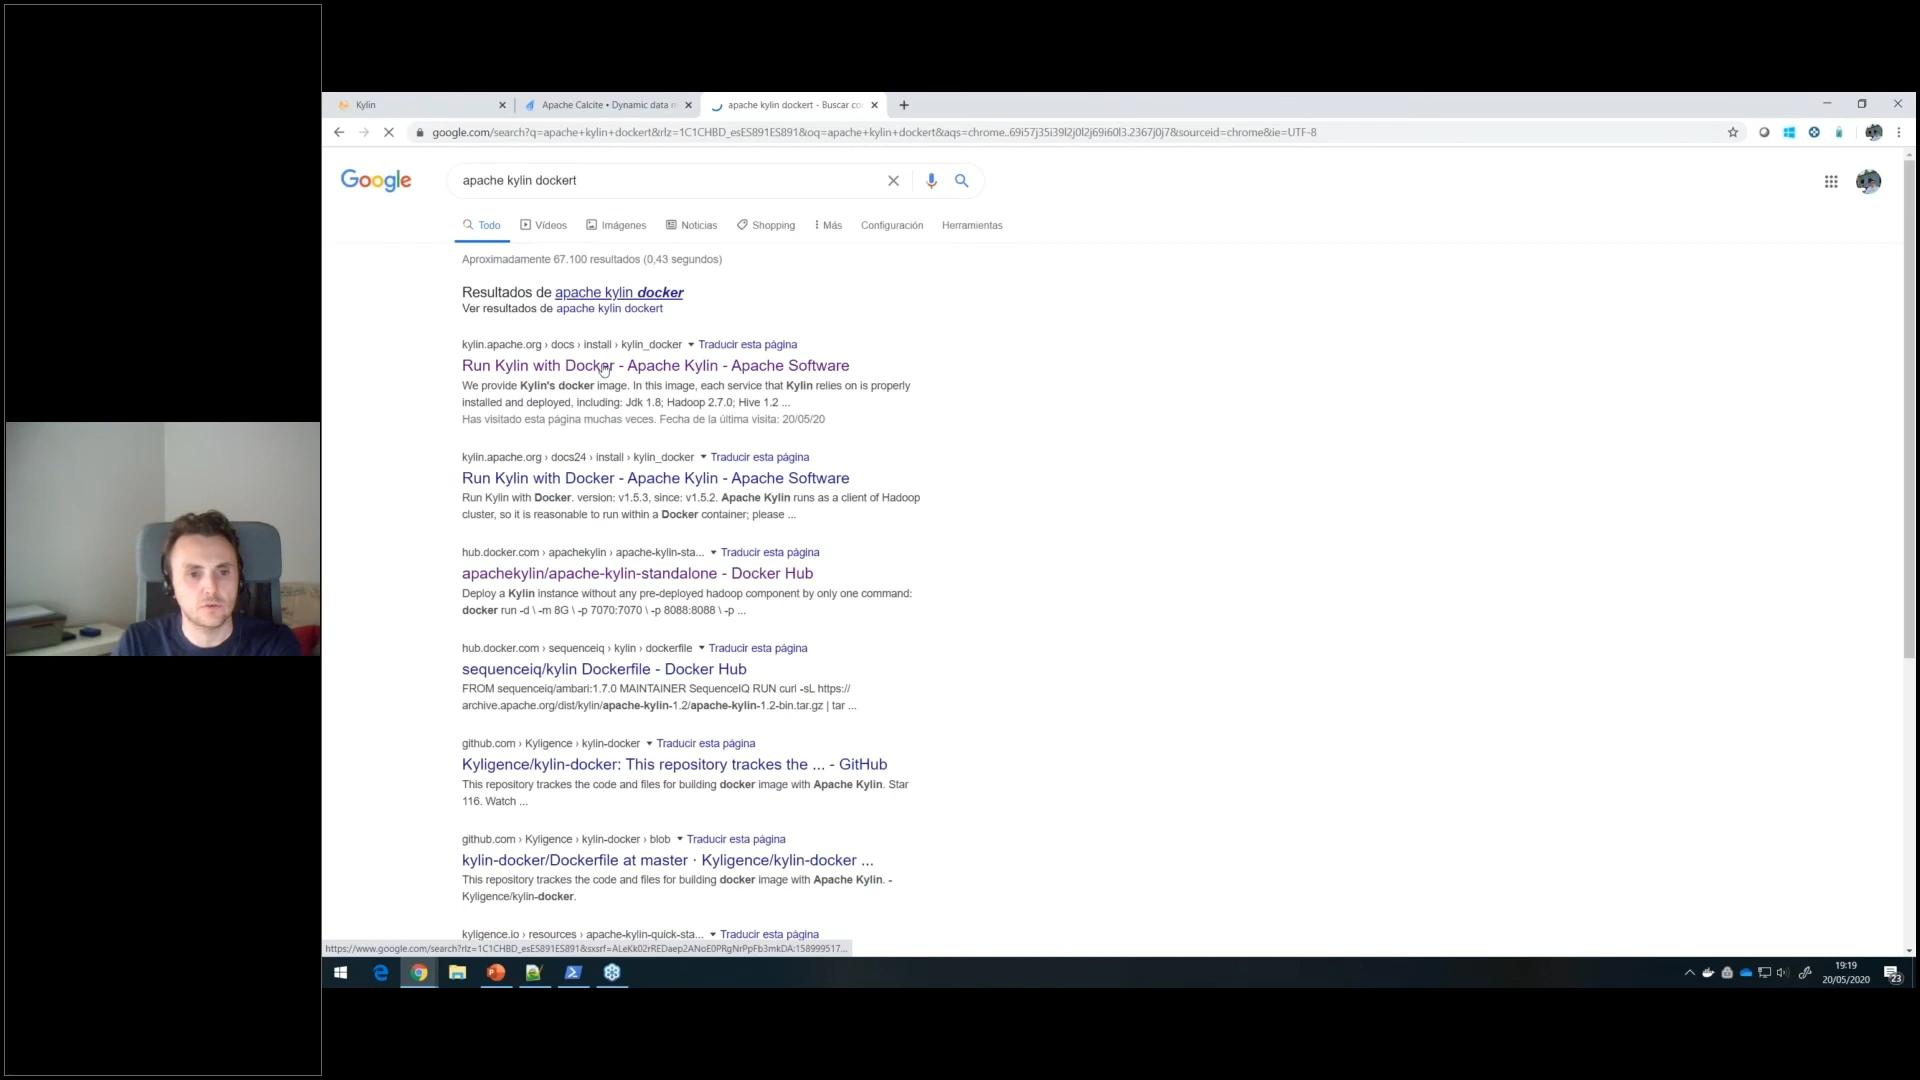 Kylin
Apache Calcite • Dynamic data m
apache kylin dockert - Buscar co
google.com/search?q=apache+kylin+dockert&rlz=1C1CHBD_esES891ES891&oq=apache+kylin+dockert&aqs=chrome..69i57j35i39l2j0l2j69i60l3.2367j0j7&sourceid=chrome&ie=UTF-8
Google
apache kylin dockert
Todo Vídeos Imágenes Noticias Shopping Más Configuración Herramientas
Aproximadamente 67.100 resultados (0,43 segundos)
Resultados de apache kylin docker
Ver resultados de apache kylin dockert
kylin.apache.org › docs › install › kylin_docker ▼ Traducir esta página
Run Kylin with Docker - Apache Kylin - Apache Software
We provide Kylin's docker image. In this image, each service that Kylin relies on is properly
installed and deployed, including: Jdk 1.8; Hadoop 2.7.0; Hive 1.2 ...
Has visitado esta página muchas veces. Fecha de la última visita: 20/05/20
kylin.apache.org › docs24 › install › kylin_docker ▼ Traducir esta página
Run Kylin with Docker - Apache Kylin - Apache Software
Run Kylin with Docker. version: v1.5.3, since: v1.5.2. Apache Kylin runs as a client of Hadoop
cluster, so it is reasonable to run within a Docker container; please ...
hub.docker.com › apachekylin › apache-kylin-sta... ▼ Traducir esta página
apachekylin/apache-kylin-standalone - Docker Hub
Deploy a Kylin instance without any pre-deployed hadoop component by only one command:
docker run -d \ -m 8G \ -p 7070:7070 \ -p 8088:8088 \ -p ...
hub.docker.com › sequenceiq › kylin › dockerfile ▼ Traducir esta página
sequenceiq/kylin Dockerfile - Docker Hub
FROM sequenceiq/ambari:1.7.0 MAINTAINER SequenceIQ RUN curl -sL https://
archive.apache.org/dist/kylin/apache-kylin-1.2/apache-kylin-1.2-bin.tar.gz | tar ...
github.com › Kyligence › kylin-docker ▼ Traducir esta página
Kyligence/kylin-docker: This repository trackes the ... - GitHub
This repository trackes the code and files for building docker image with Apache Kylin. Star
116. Watch ...
github.com › Kyligence › kylin-docker › blob ▼ Traducir esta página
kylin-docker/Dockerfile at master · Kyligence/kylin-docker ...
This repository trackes the code and files for building docker image with Apache Kylin. -
Kyligence/kylin-docker.
kyligence.io › resources › apache-kylin-quick-sta... ▼ Traducir esta página
https://www.google.com/search?rlz=1C1CHBD_esES891ES891&sxsrf=ALeKk02rREDaep2ANoE0PRgNrPpFb3mkDA:158999517...
19:19
20/05/2020
23